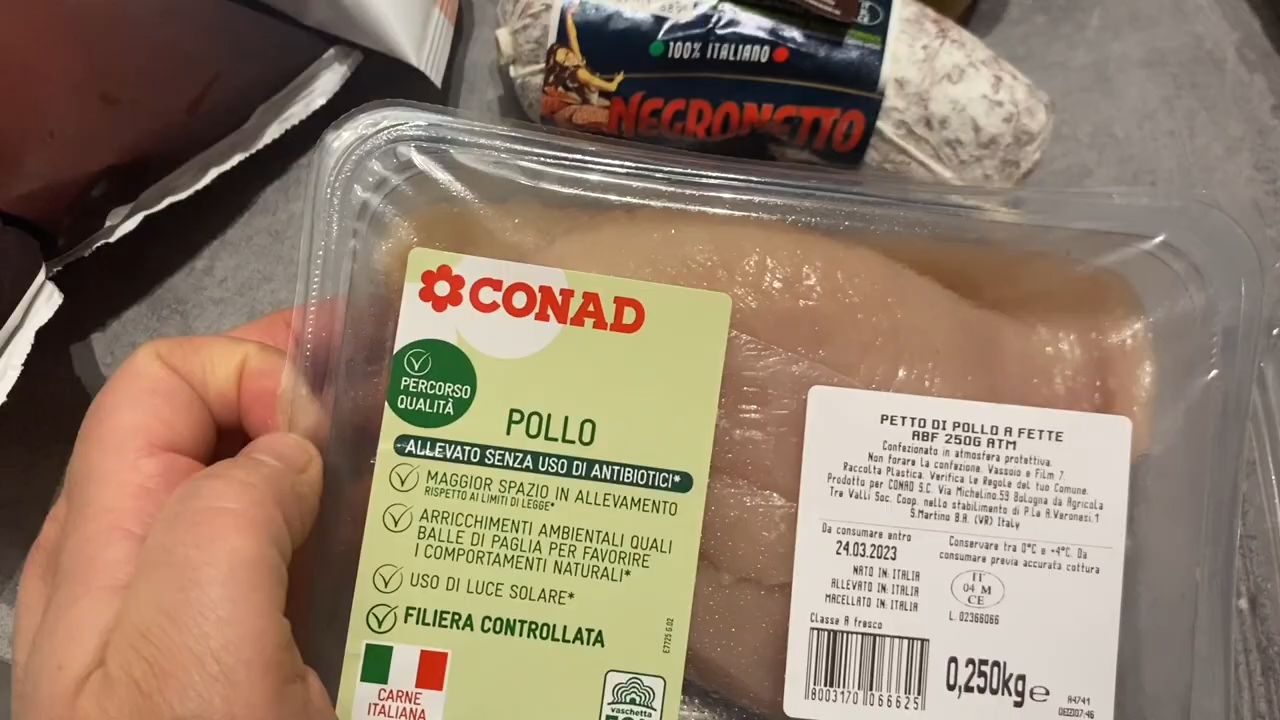 100% ITALIANO
NEGRONETTO
CONAD
PERCORSO
QUALITÀ
POLLO
ALLEVATO SENZA USO DI ANTIBIOTICI*
MAGGIOR SPAZIO IN ALLEVAMENTO
RISPETTO AI LIMITI DI LEGGE*
ARRICCHIMENTI AMBIENTALI QUALI
BALLE DI PAGLIA PER FAVORIRE
I COMPORTAMENTI NATURALI*
USO DI LUCE SOLARE*
FILIERA CONTROLLATA
CARNE
ITALIANA
vaschetta
E7725 G.02
PETTO DI POLLO A FETTE
ABF 250G ATM
Confezionato in atmosfera protettiva.
Non forare la confezione. Vassoio e Film 7.
Raccolta Plastica. Verifica le Regole del tuo Comune.
Prodotto per CONAD S.C. Via Michelino.59 Bologna da Agricola
Tre Valli Soc. Coop. nello stabilimento di P.le A.Veronesi.1
S.Martino B.A. (VR) Italy
Da consumare entro
24.03.2023
Conservare tra 0°C e +4°C. Da
consumare previa accurata cottura
NATO IN: ITALIA
ALLEVATO IN: ITALIA
MACELLATO IN: ITALIA
IT
04 M
CE
L. 02366066
Classe A fresco
8003170 066625
0,250kg e
A4741